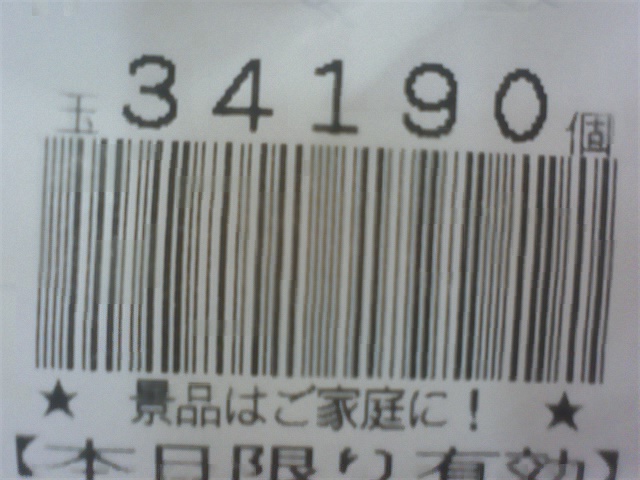 玉 34190 個
★ 景品はご家庭に! ★
【本日限り有効】